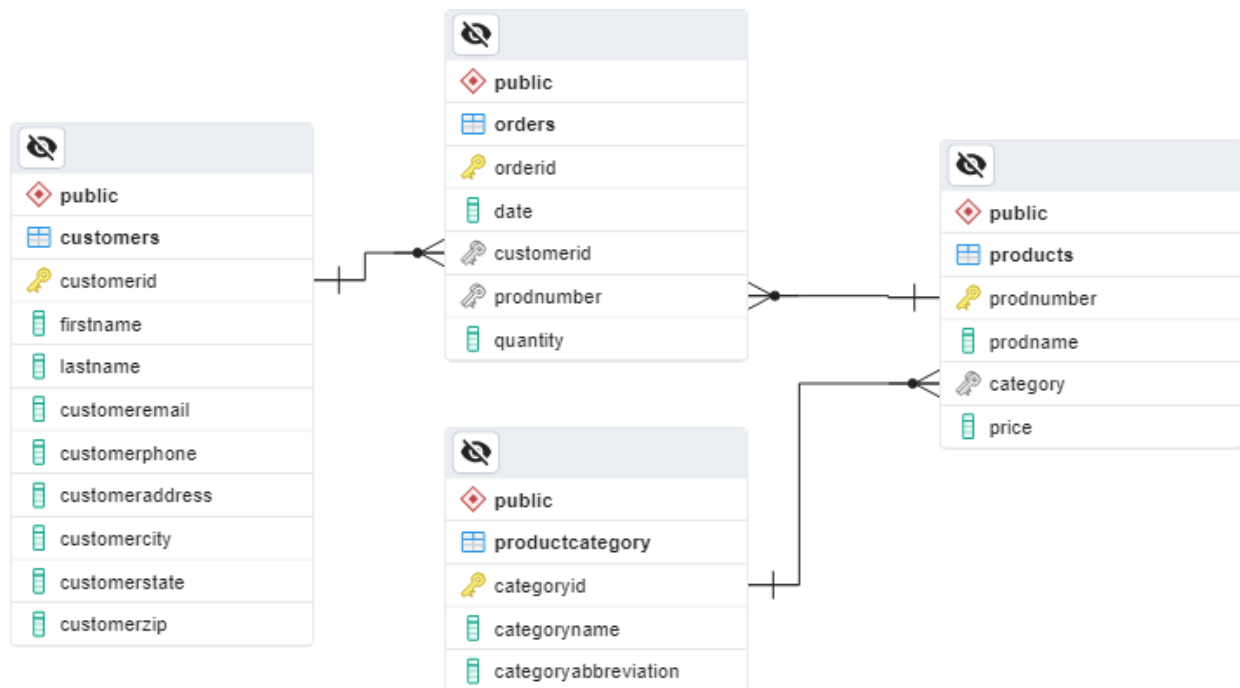 public
customers
customerid
firstname
lastname
customeremail
customerphone
customeraddress
customercity
customerstate
customerzip
public
orders
orderid
date
customerid
prodnumber
quantity
public
productcategory
categoryid
categoryname
categoryabbreviation
public
products
prodnumber
prodname
category
price